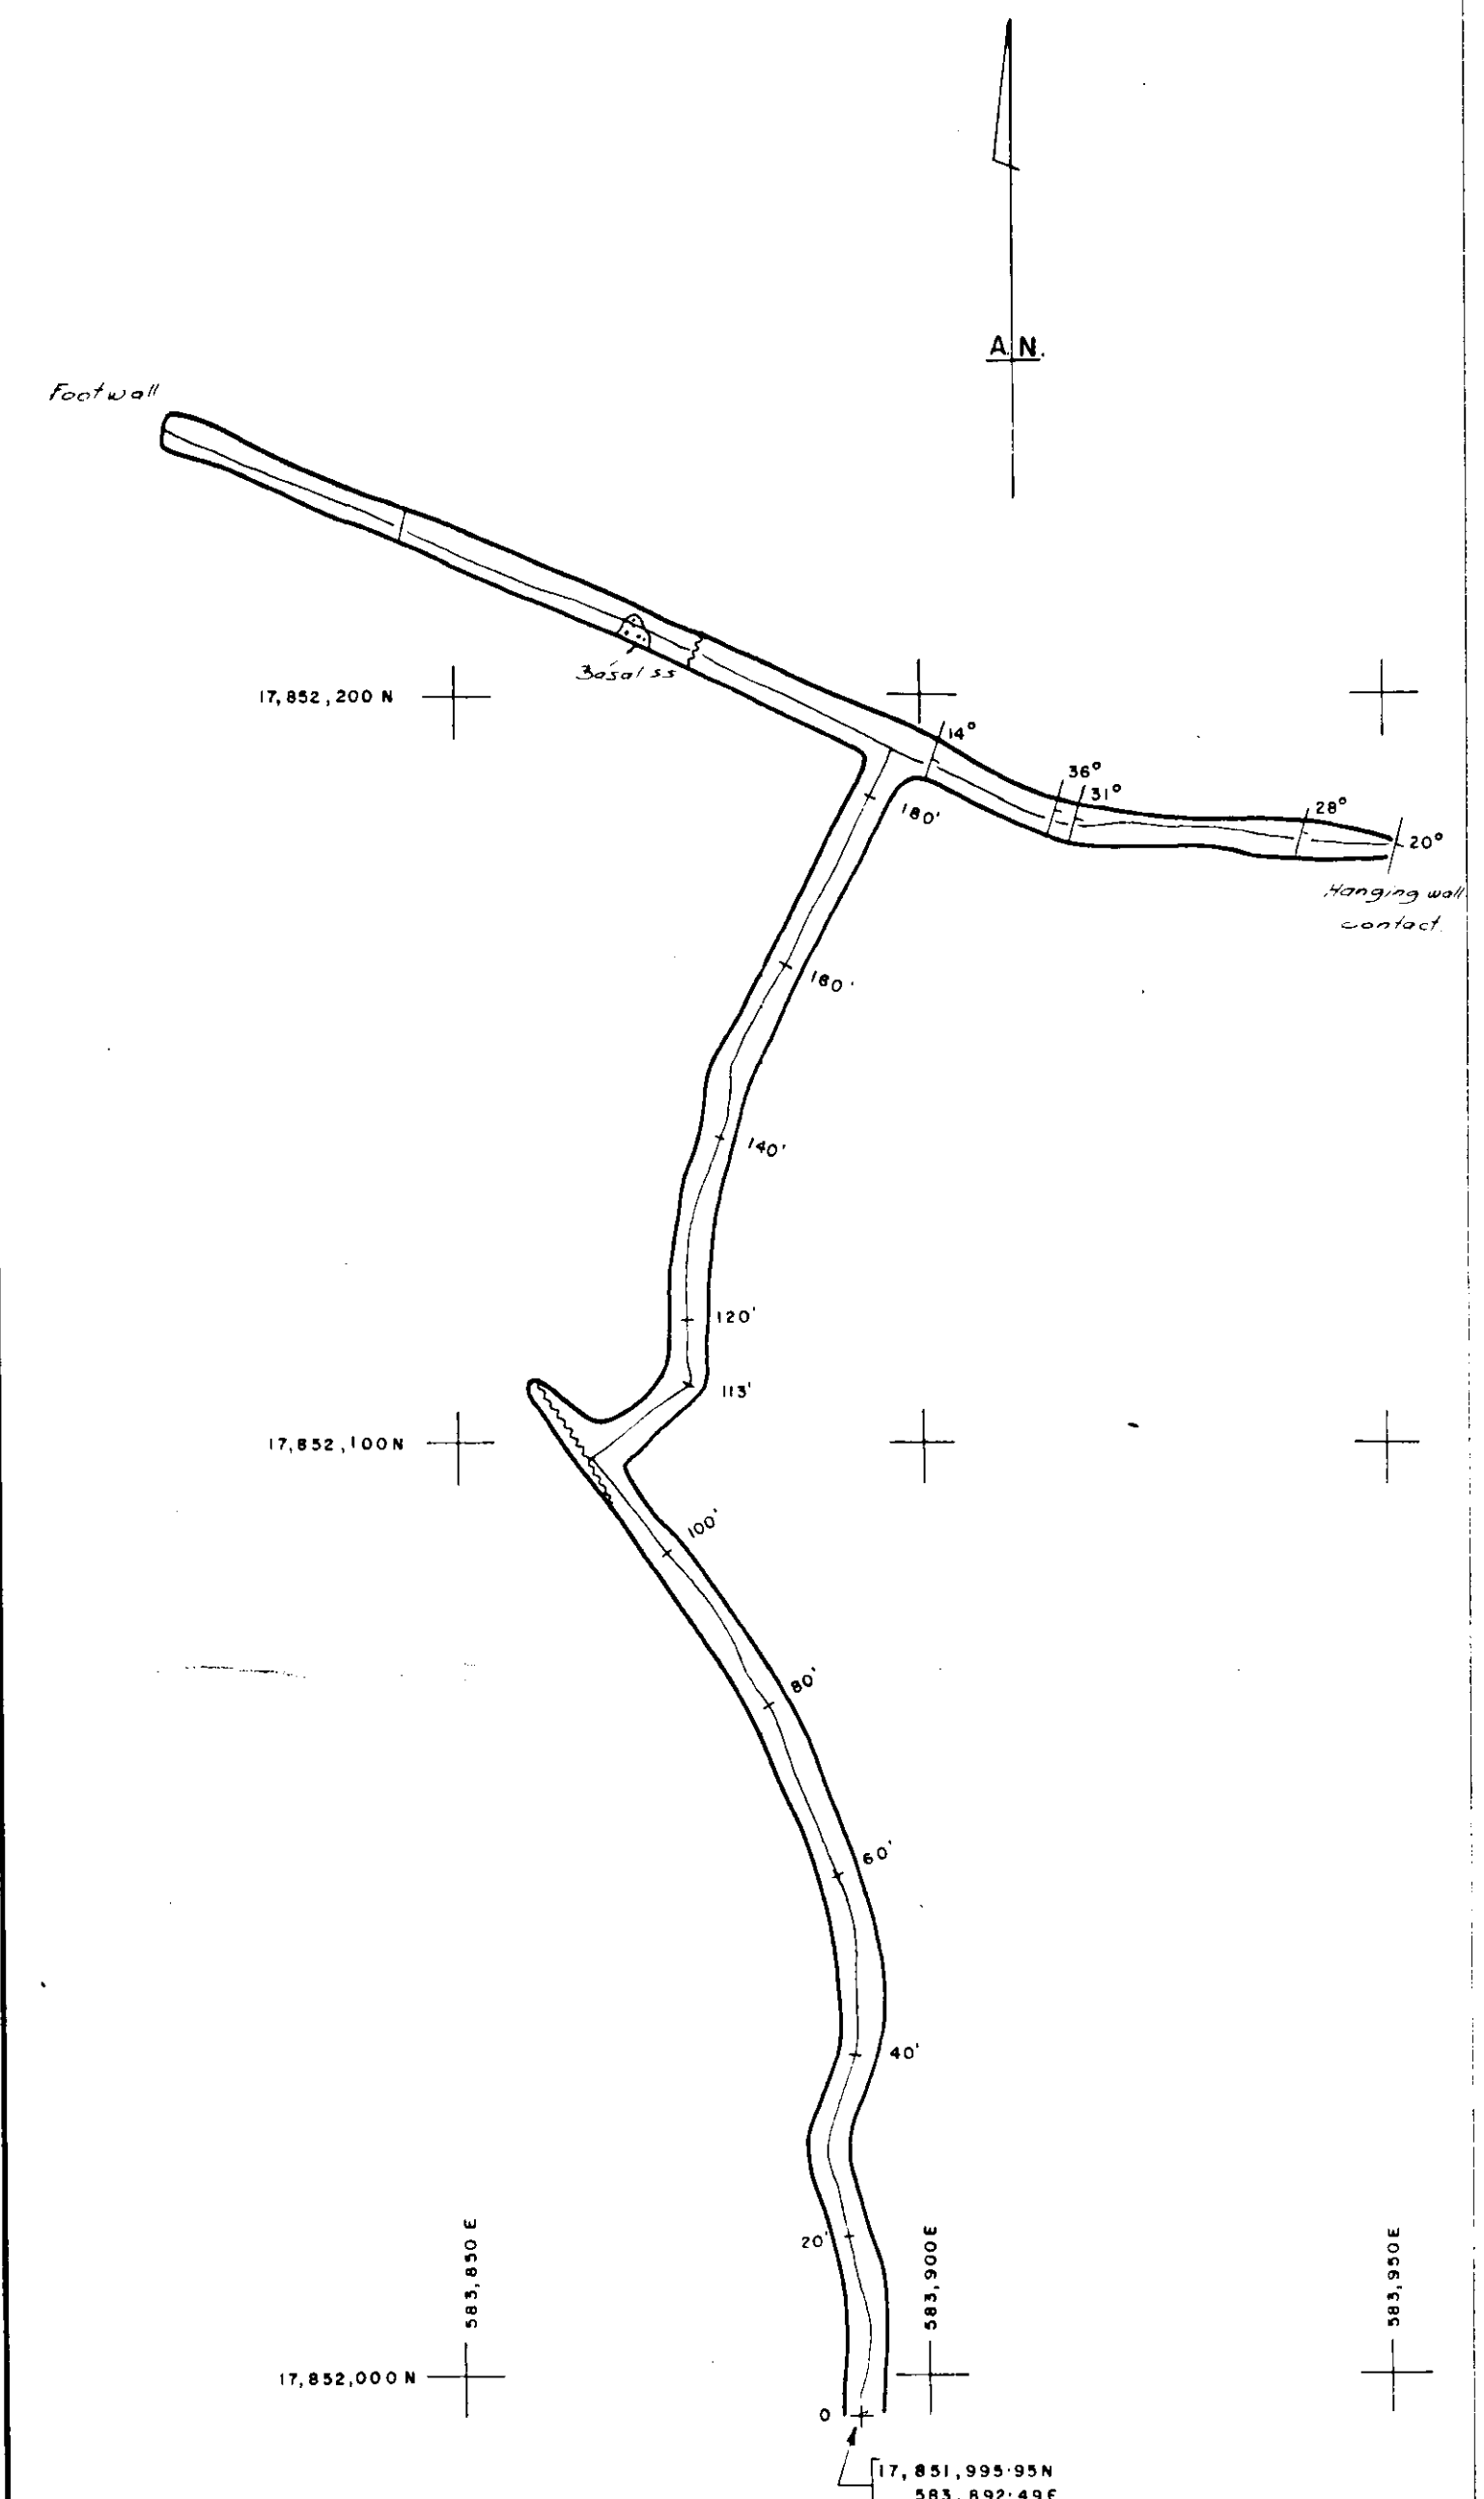 A.N.
Footwall
Basal ss
17,852,200 N
14°
36°
31°
28°
20°
180'
Hanging wall
contact.
160'
140'
120'
113'
17,852,100 N
100'
80'
60'
40'
20'
583,850 E
583,900E
583,950E
17,852,000 N
0
17,851,995·95N
583,892·49E